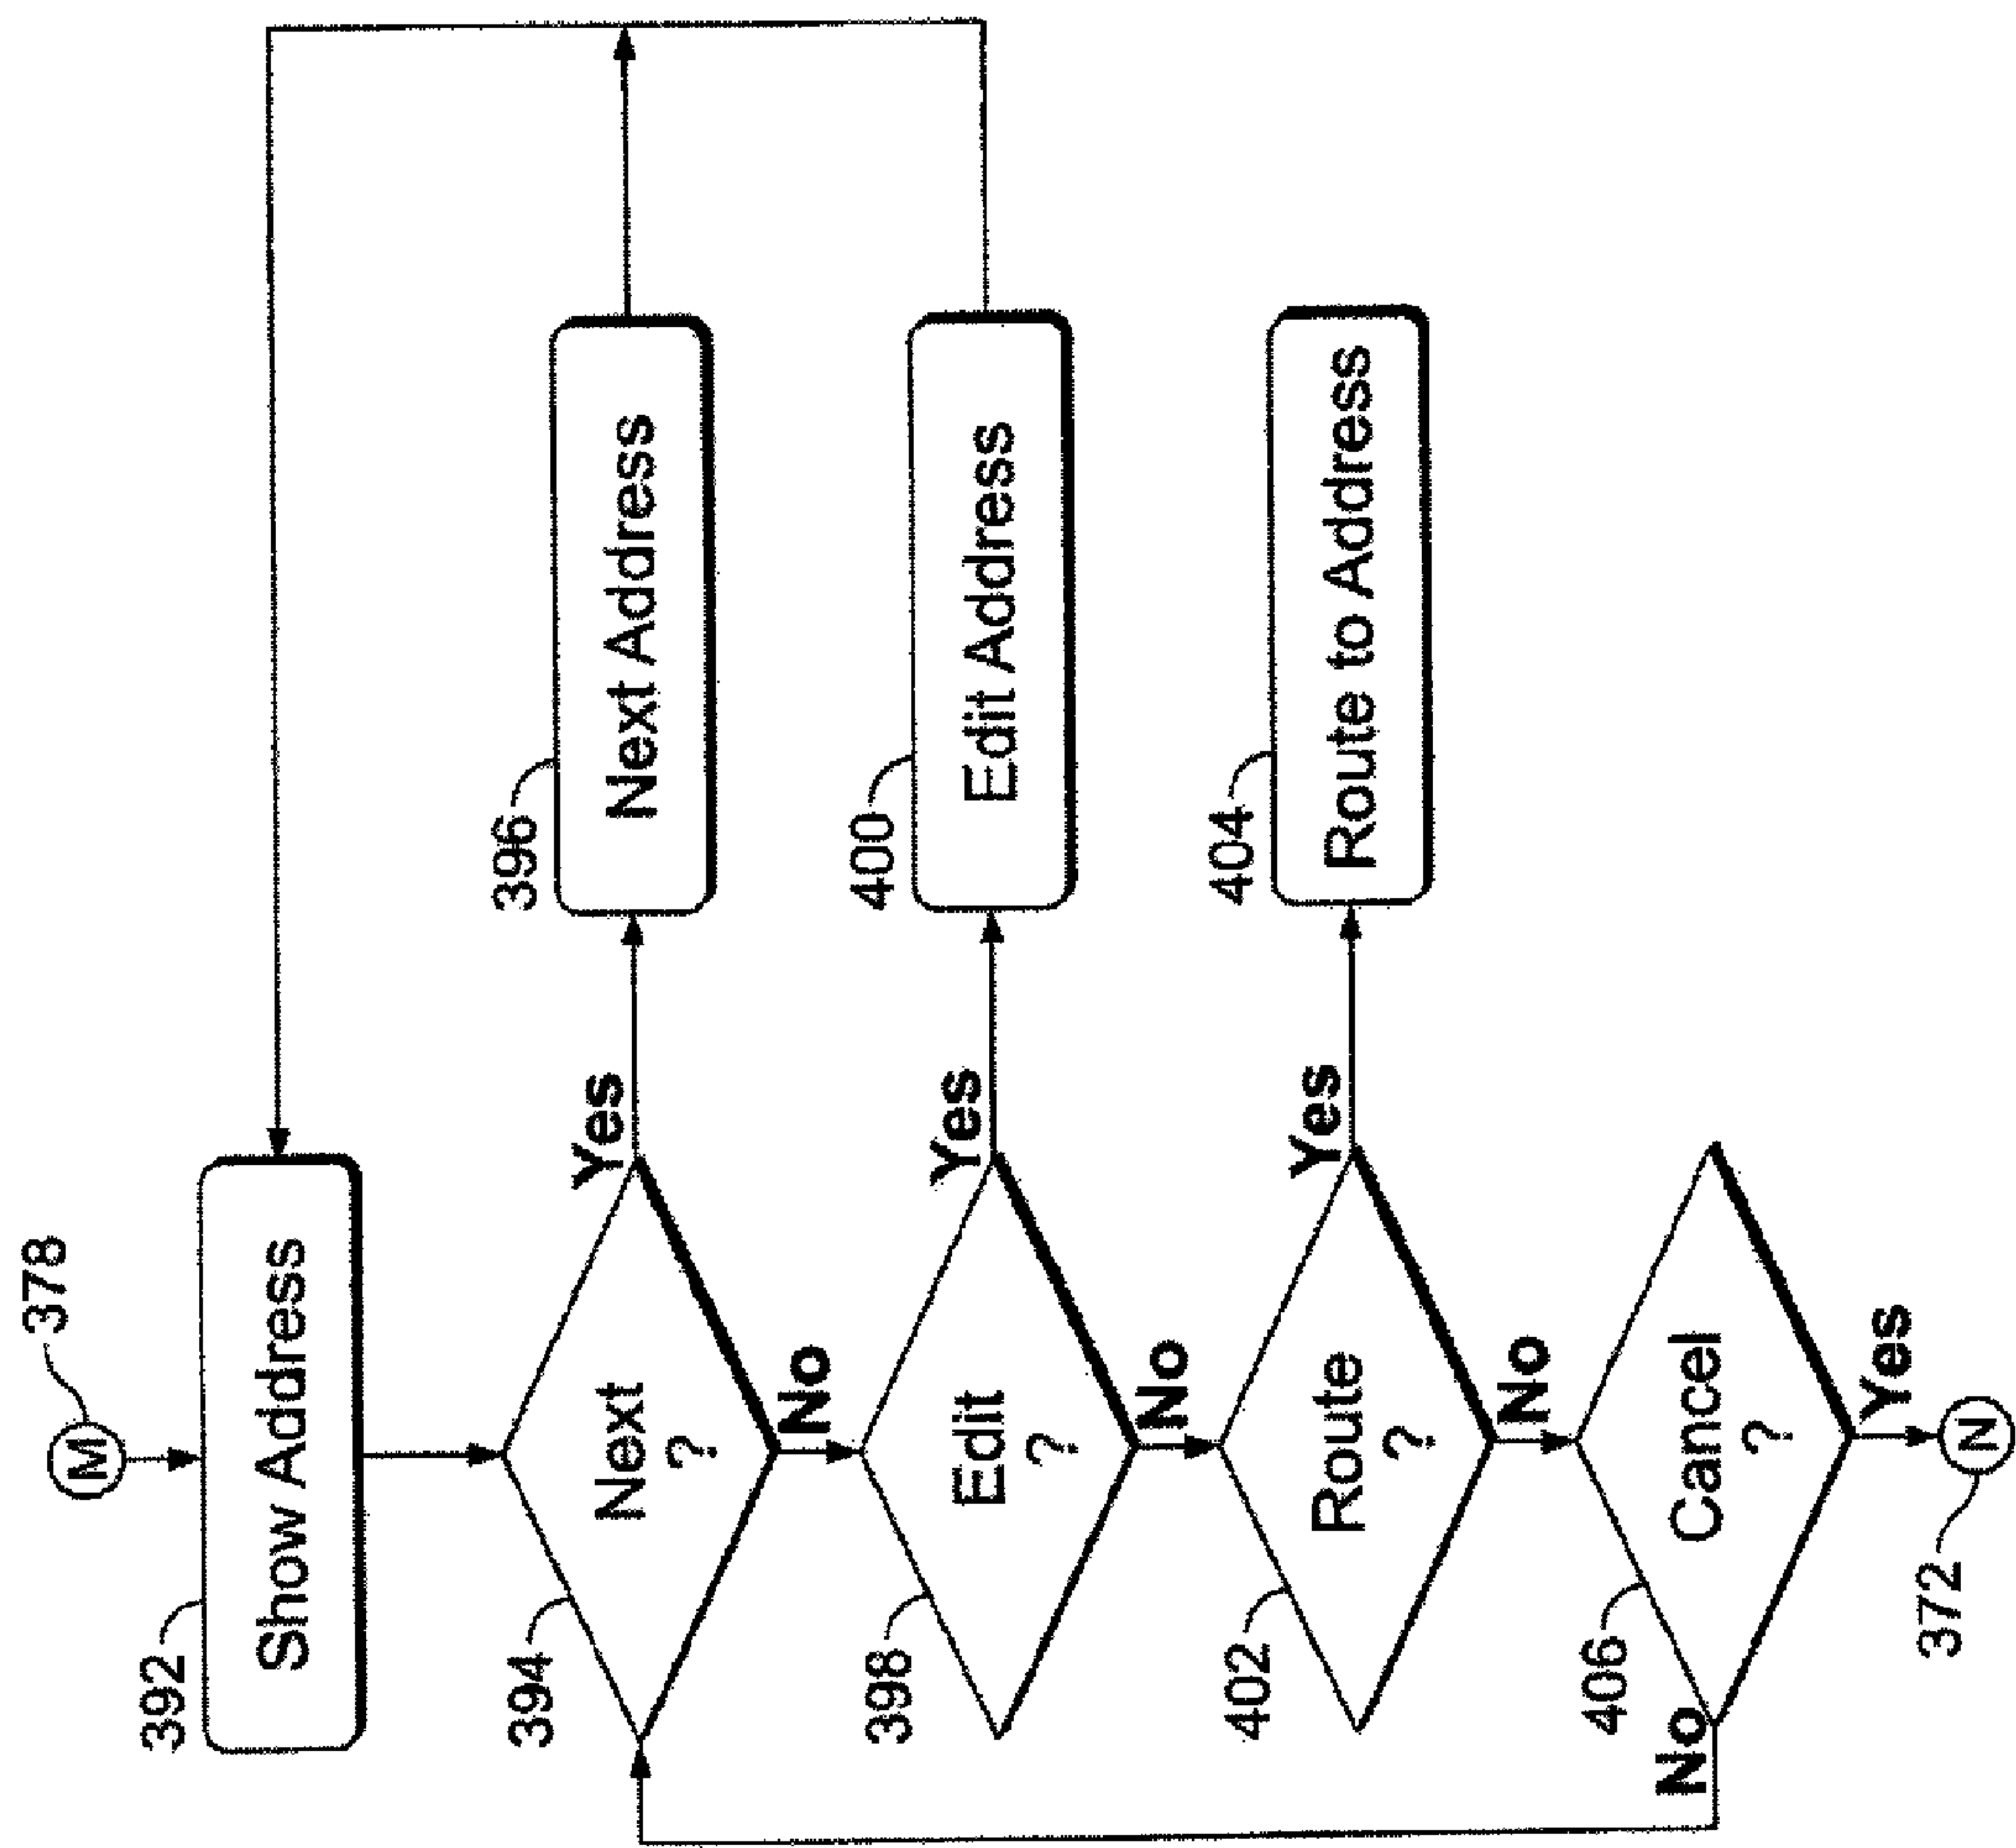 M
378
392
Show Address
394
Next
?
Yes
396
Next Address
No
398
Edit
?
Yes
400
Edit Address
No
402
Route
?
Yes
404
Route to Address
No
406
Cancel
?
No
Yes
N
372